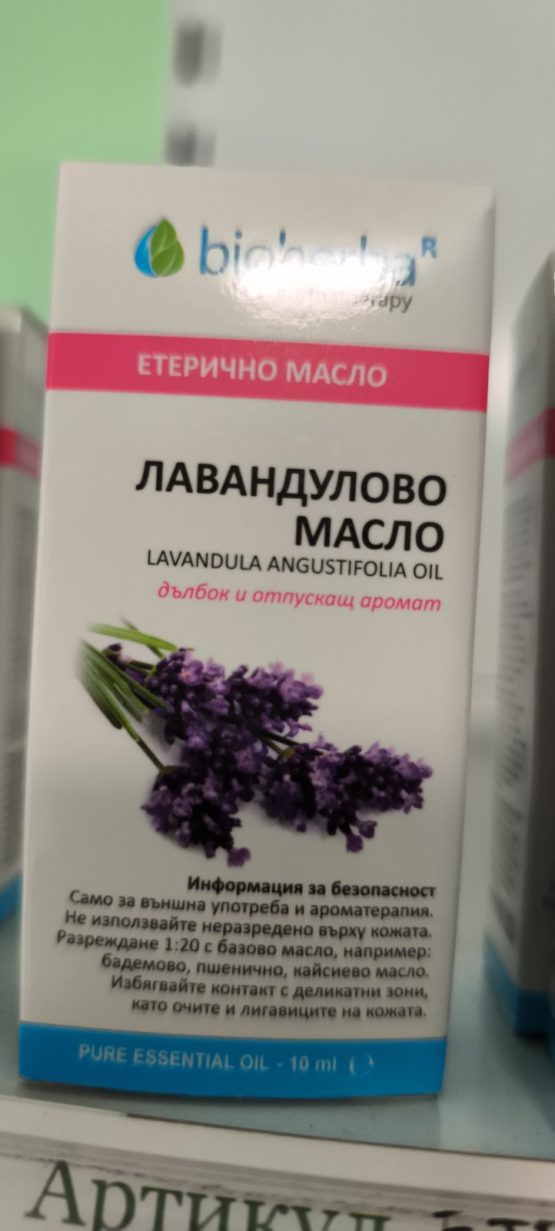 bioherba R
ЕТЕРИЧНО МАСЛО
ЛАВАНДУЛОВО
МАСЛО
LAVANDULA ANGUSTIFOLIA OIL
дълбок и отпускащ аромат
Информация за безопасност
Само за външна употреба и ароматерапия.
Не използвайте неразредено върху кожата.
Разреждане 1:20 с базово масло, например:
бадемово, пшенично, кайсиево масло.
Избягвайте контакт с деликатни зони,
като очите и лигавиците на кожата.
PURE ESSENTIAL OIL - 10 ml ℮
Артикул